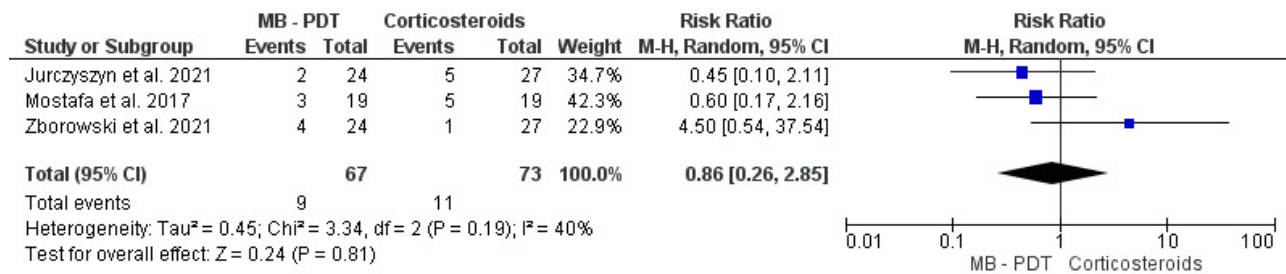 MB - PDT Corticosteroids Risk Ratio Risk Ratio
Study or Subgroup Events Total Events Total Weight M-H, Random, 95% CI M-H, Random, 95% CI
Jurczyszyn et al. 2021 2 24 5 27 34.7% 0.45 [0.10, 2.11]
Mostafa et al. 2017 3 19 5 19 42.3% 0.60 [0.17, 2.16]
Zborowski et al. 2021 4 24 1 27 22.9% 4.50 [0.54, 37.54]
Total (95% CI) 67 73 100.0% 0.86 [0.26, 2.85]
Total events 9 11
Heterogeneity: Tau² = 0.45; Chi² = 3.34, df = 2 (P = 0.19); I² = 40%
Test for overall effect: Z = 0.24 (P = 0.81)
0.01 0.1 1 10 100
MB - PDT Corticosteroids